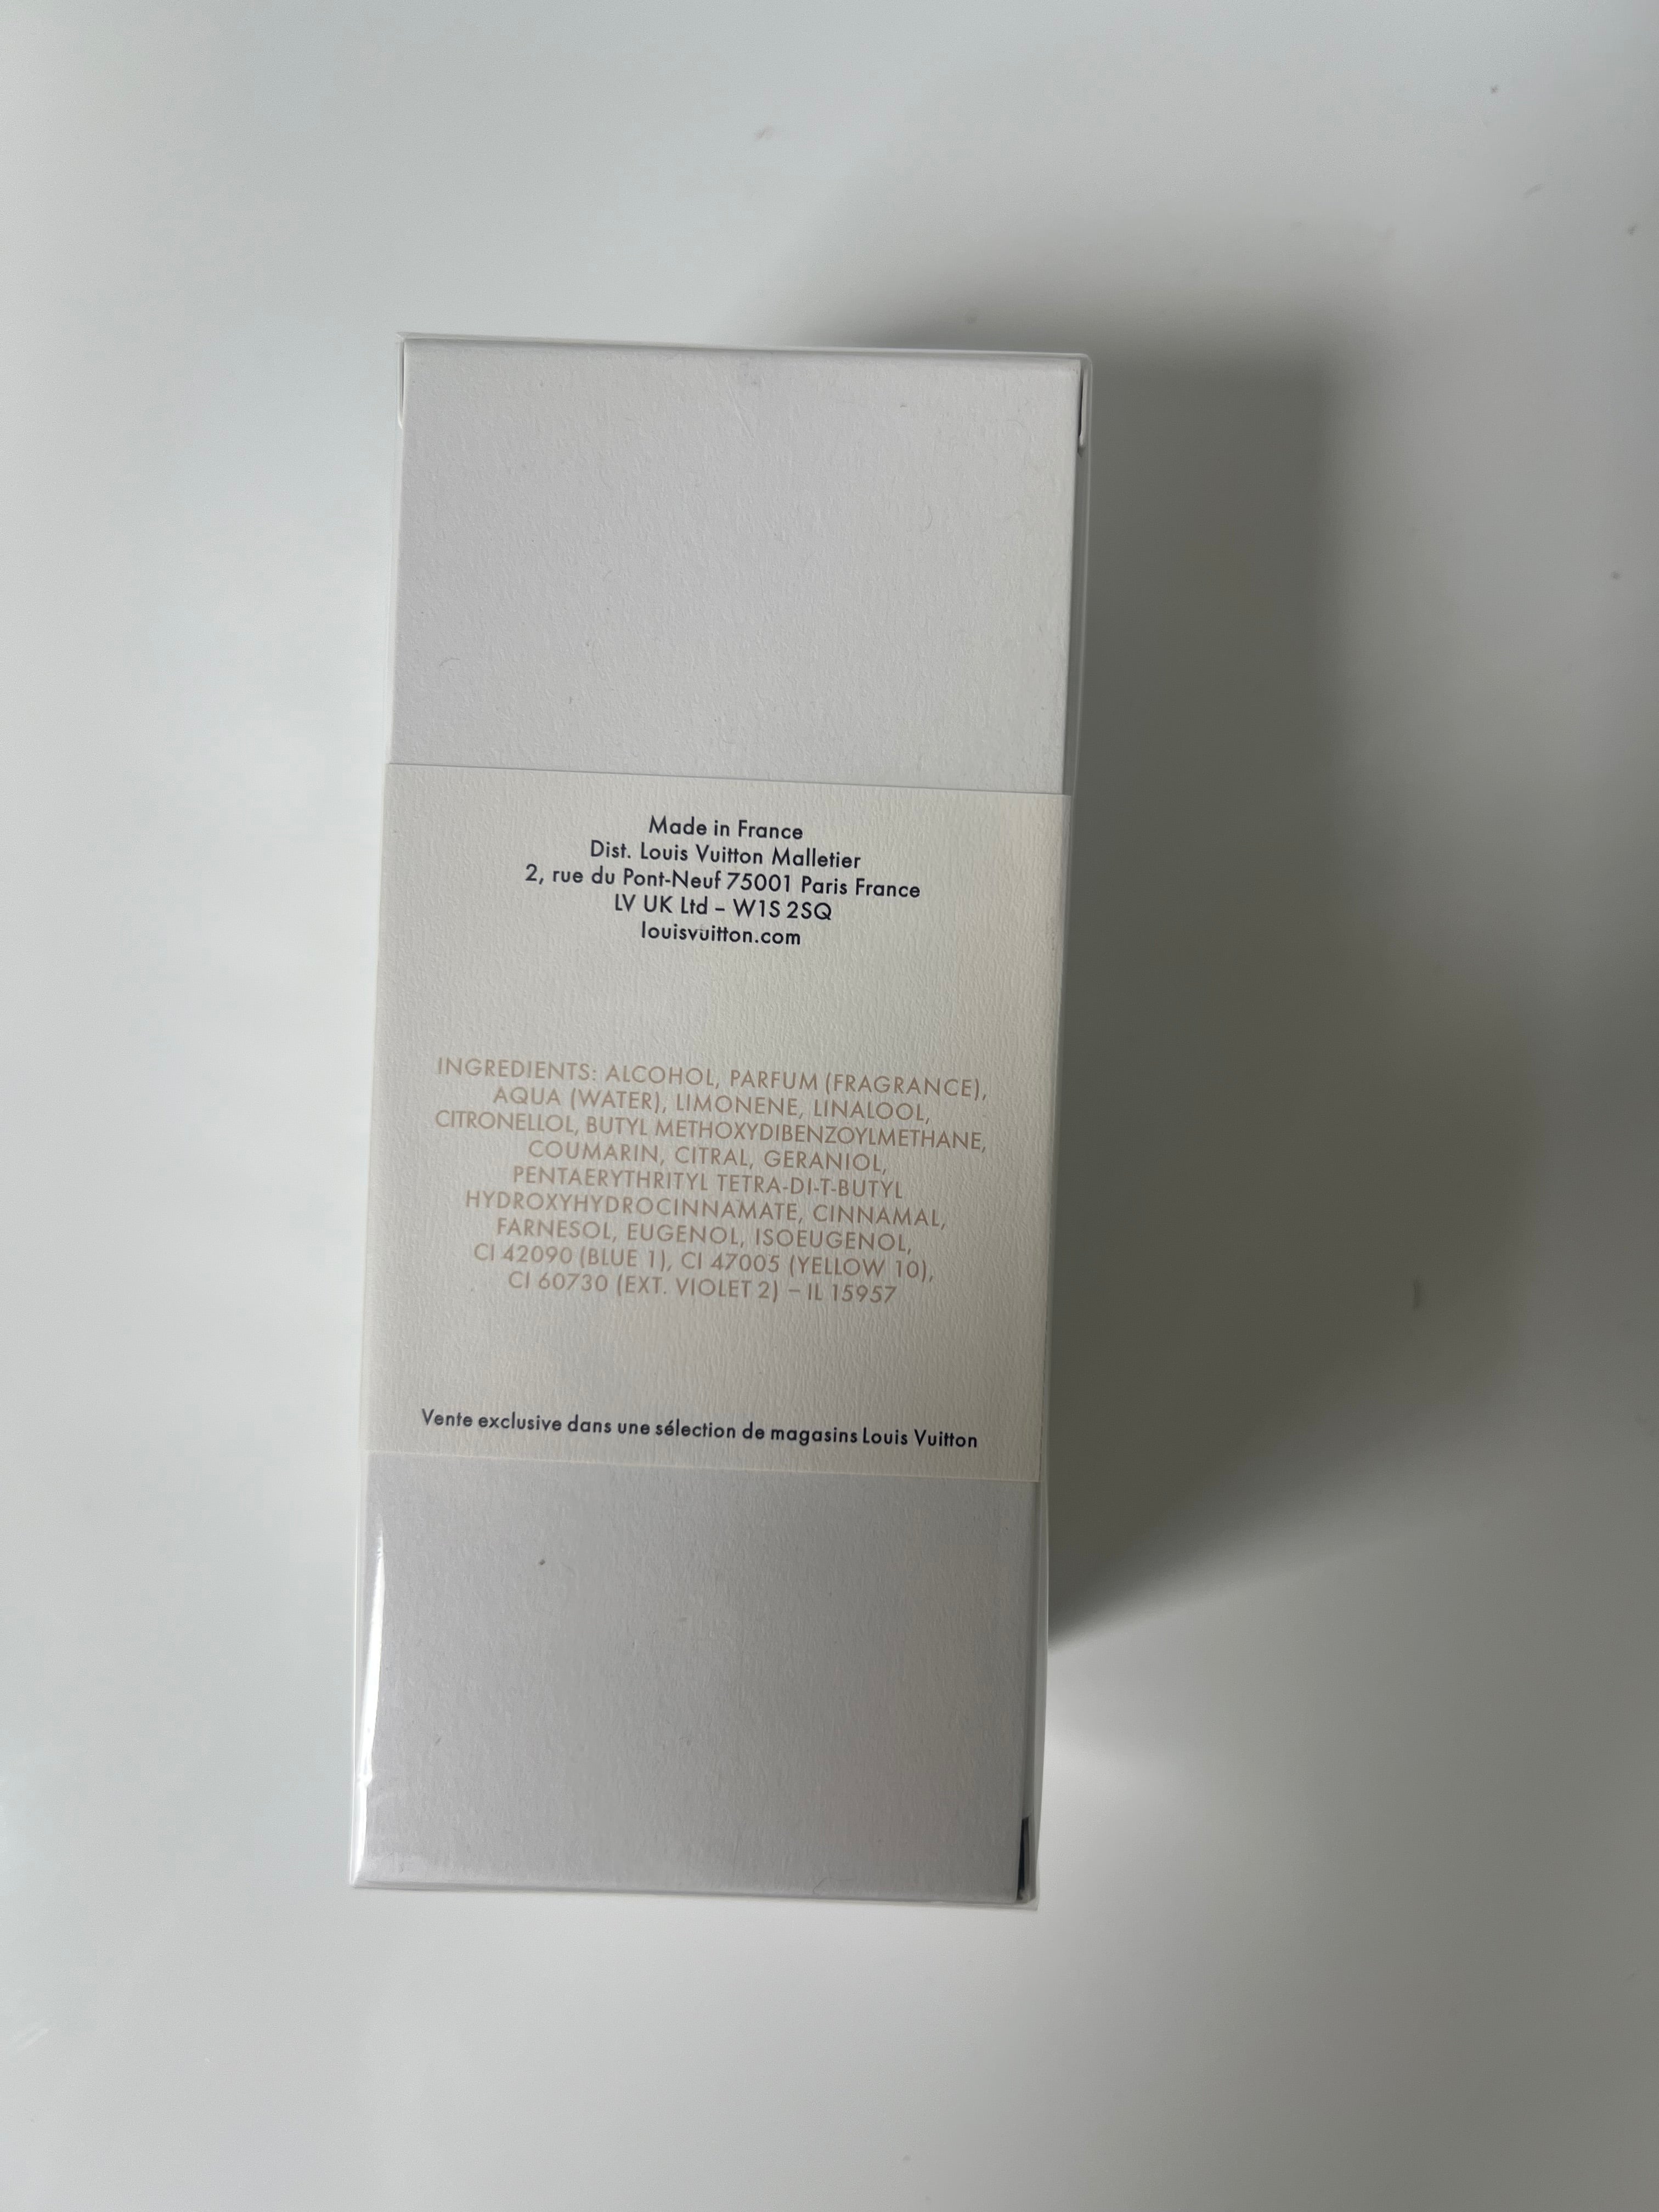 Made in France
Dist. Louis Vuitton Malletier
2, rue du Pont-Neuf 75001 Paris France
LV UK Ltd – W1S 2SQ
louisvuitton.com
INGREDIENTS: ALCOHOL, PARFUM (FRAGRANCE),
AQUA (WATER), LIMONENE, LINALOOL,
CITRONELLOL, BUTYL METHOXYDIBENZOYLMETHANE,
COUMARIN, CITRAL, GERANIOL,
PENTAERYTHRITYL TETRA-DI-T-BUTYL
HYDROXYHYDROCINNAMATE, CINNAMAL,
FARNESOL, EUGENOL, ISOEUGENOL,
CI 42090 (BLUE 1), CI 47005 (YELLOW 10),
CI 60730 (EXT. VIOLET 2) – IL 15957
Vente exclusive dans une sélection de magasins Louis Vuitton